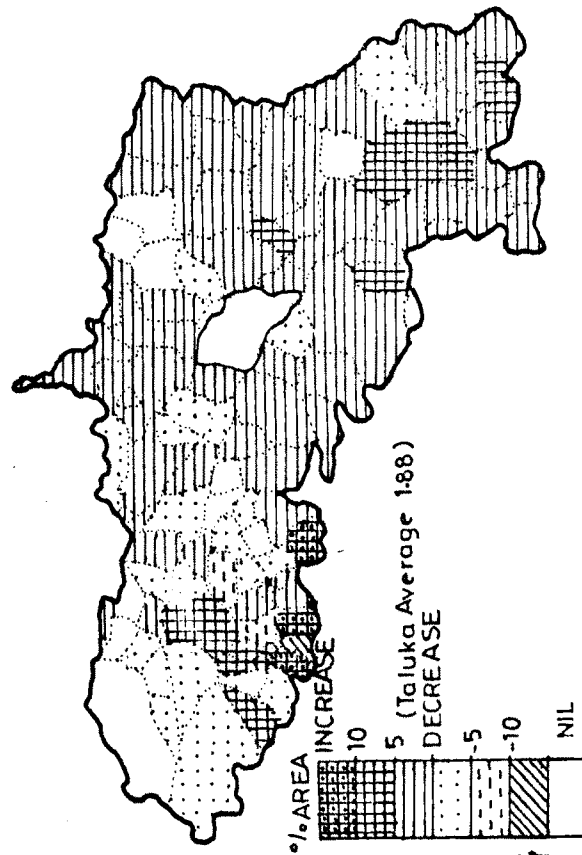 % AREA
INCREASE
10
5
(Taluka Average 1.88)
DECREASE
-5
-10
NIL